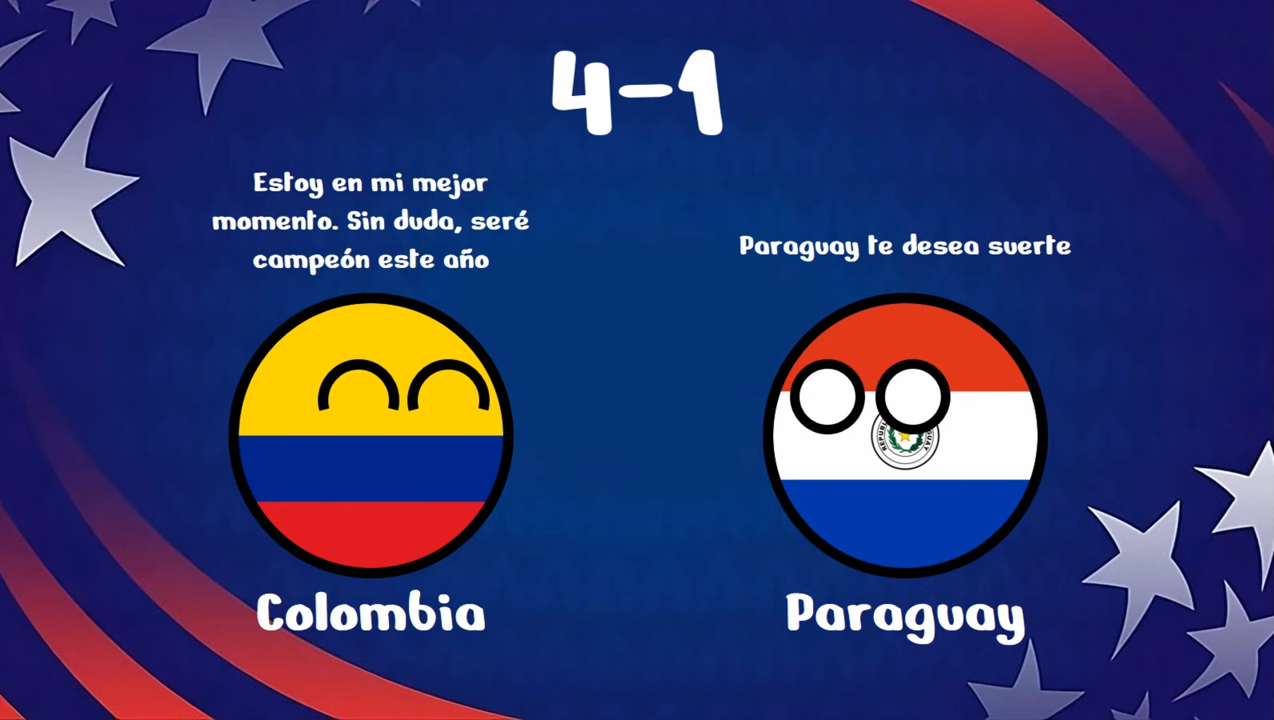 4-1
Estoy en mi mejor
momento. Sin duda, seré
campeón este año
Paraguay te desea suerte
Colombia
Paraguay